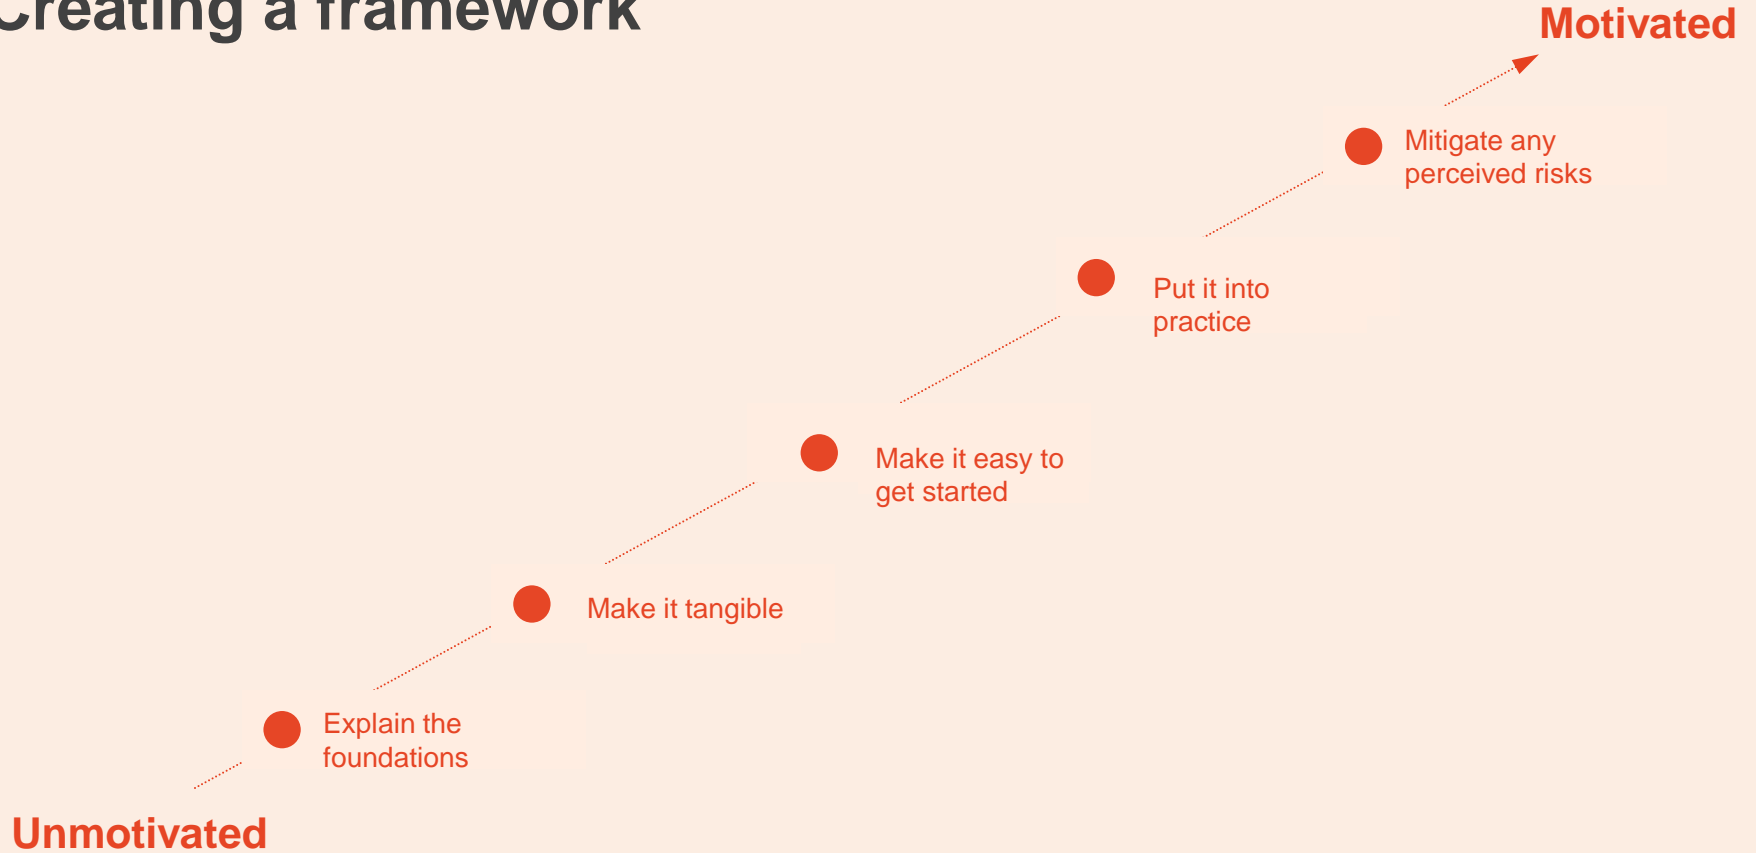 Creating a framework
Motivated
Mitigate any
perceived risks
Put it into
practice
Make it easy to
get started
Make it tangible
Explain the
foundations
Unmotivated